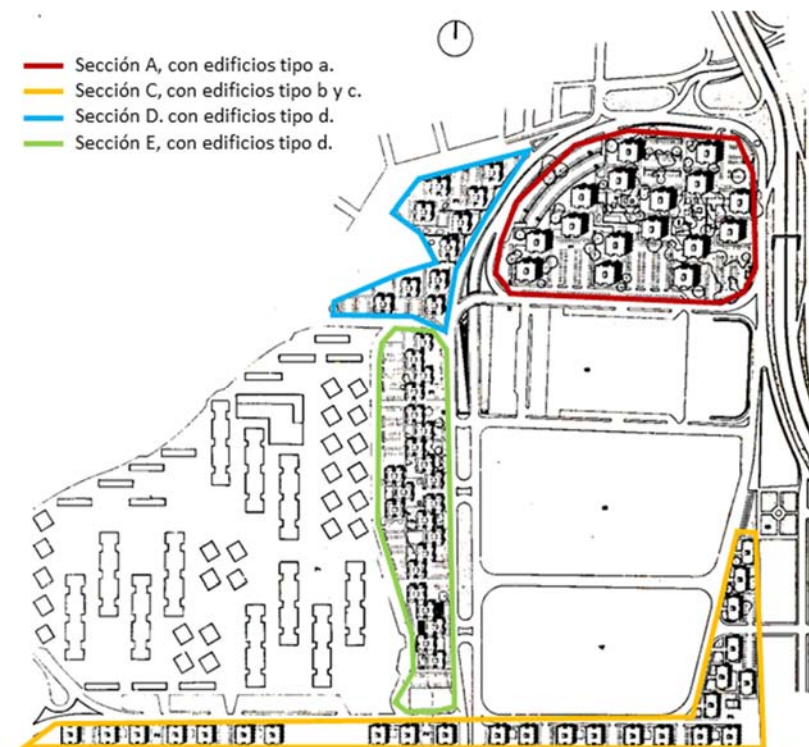 Sección A, con edificios tipo a.
Sección C, con edificios tipo b y c.
Sección D. con edificios tipo d.
Sección E, con edificios tipo d.